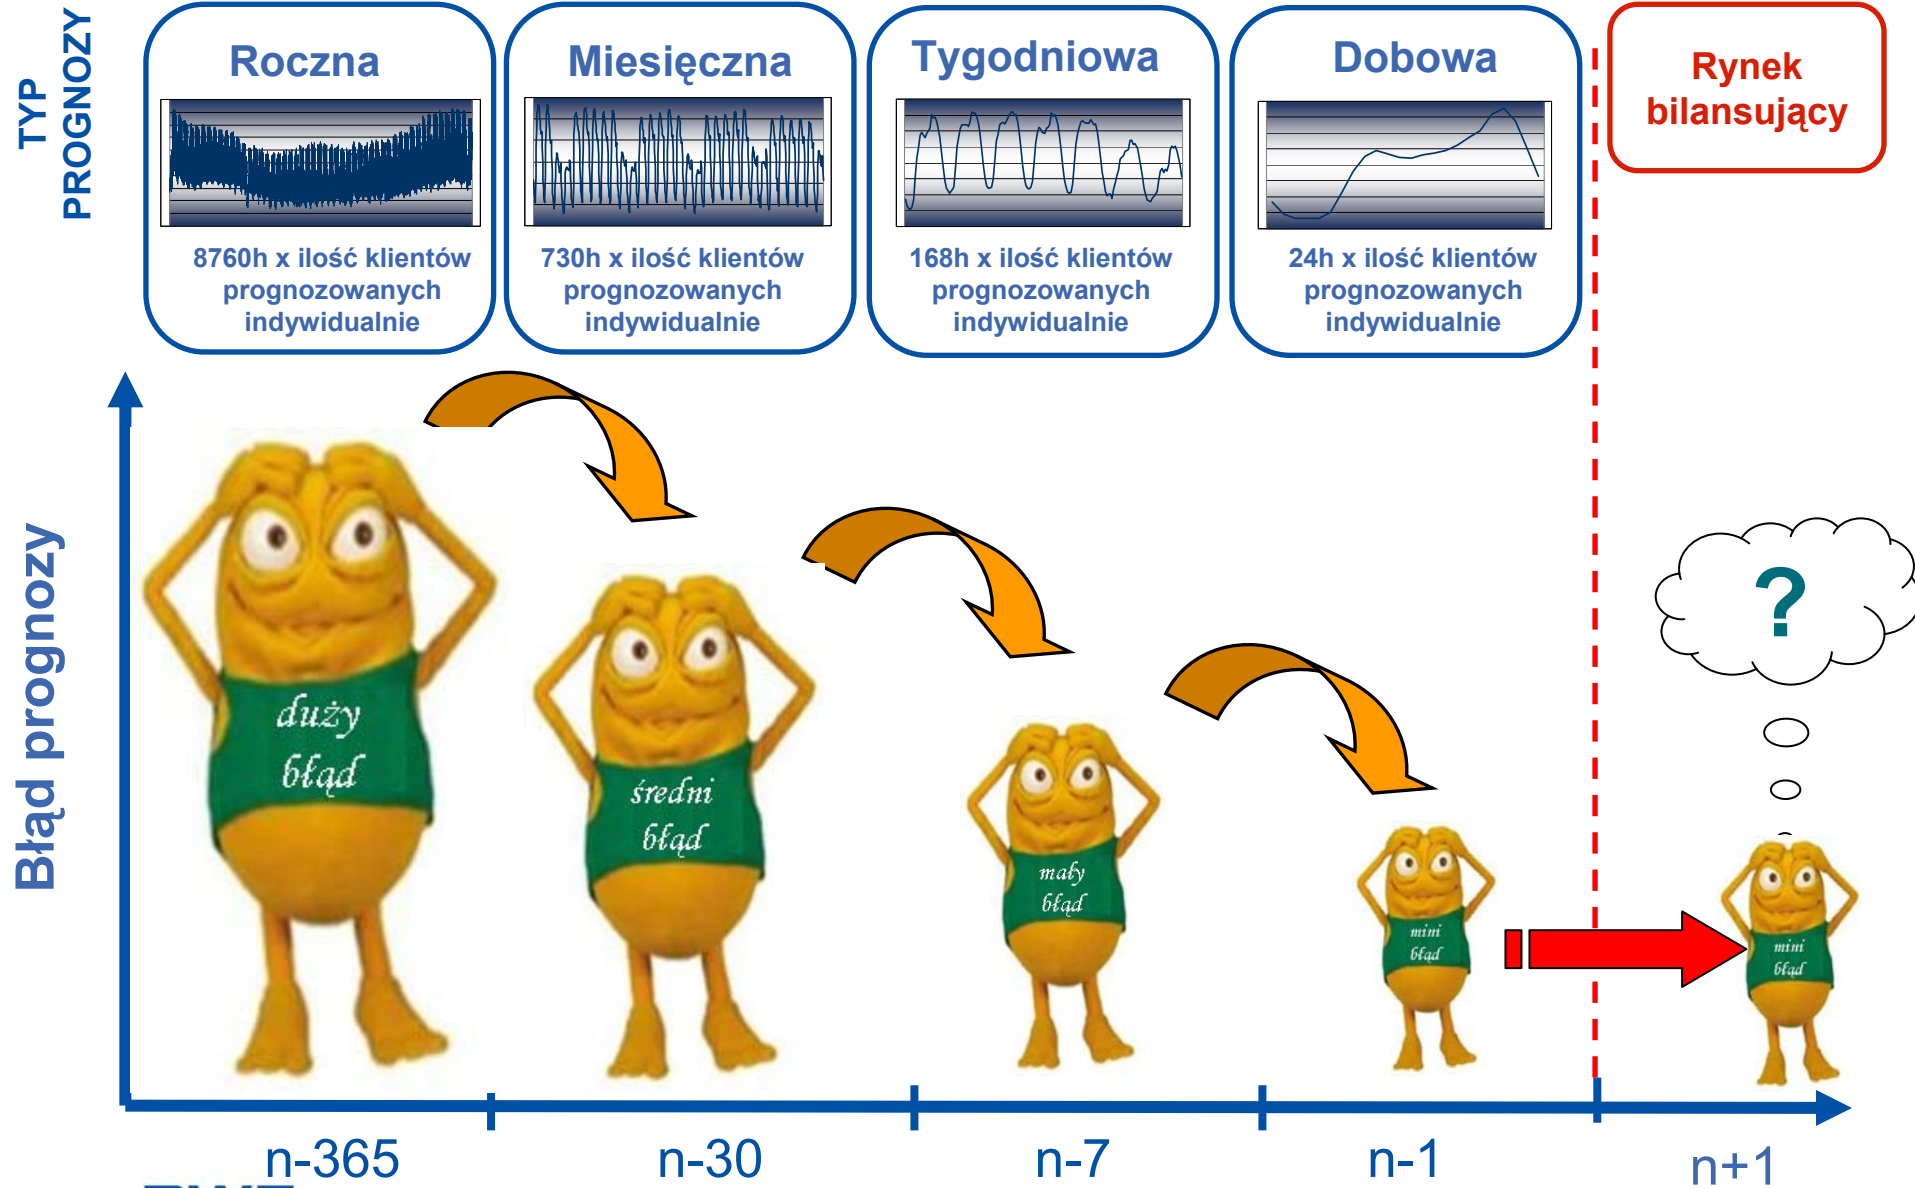 TYP
PROGNOZY
Roczna
8760h x ilość klientów
prognozowanych
indywidualnie
Miesięczna
730h x ilość klientów
prognozowanych
indywidualnie
Tygodniowa
168h x ilość klientów
prognozowanych
indywidualnie
Dobowa
24h x ilość klientów
prognozowanych
indywidualnie
Rynek
bilansujący
Błąd prognozy
duży
błąd
średni
błąd
mały
błąd
mini
błąd
?
mini
błąd
n-365
n-30
n-7
n-1
n+1